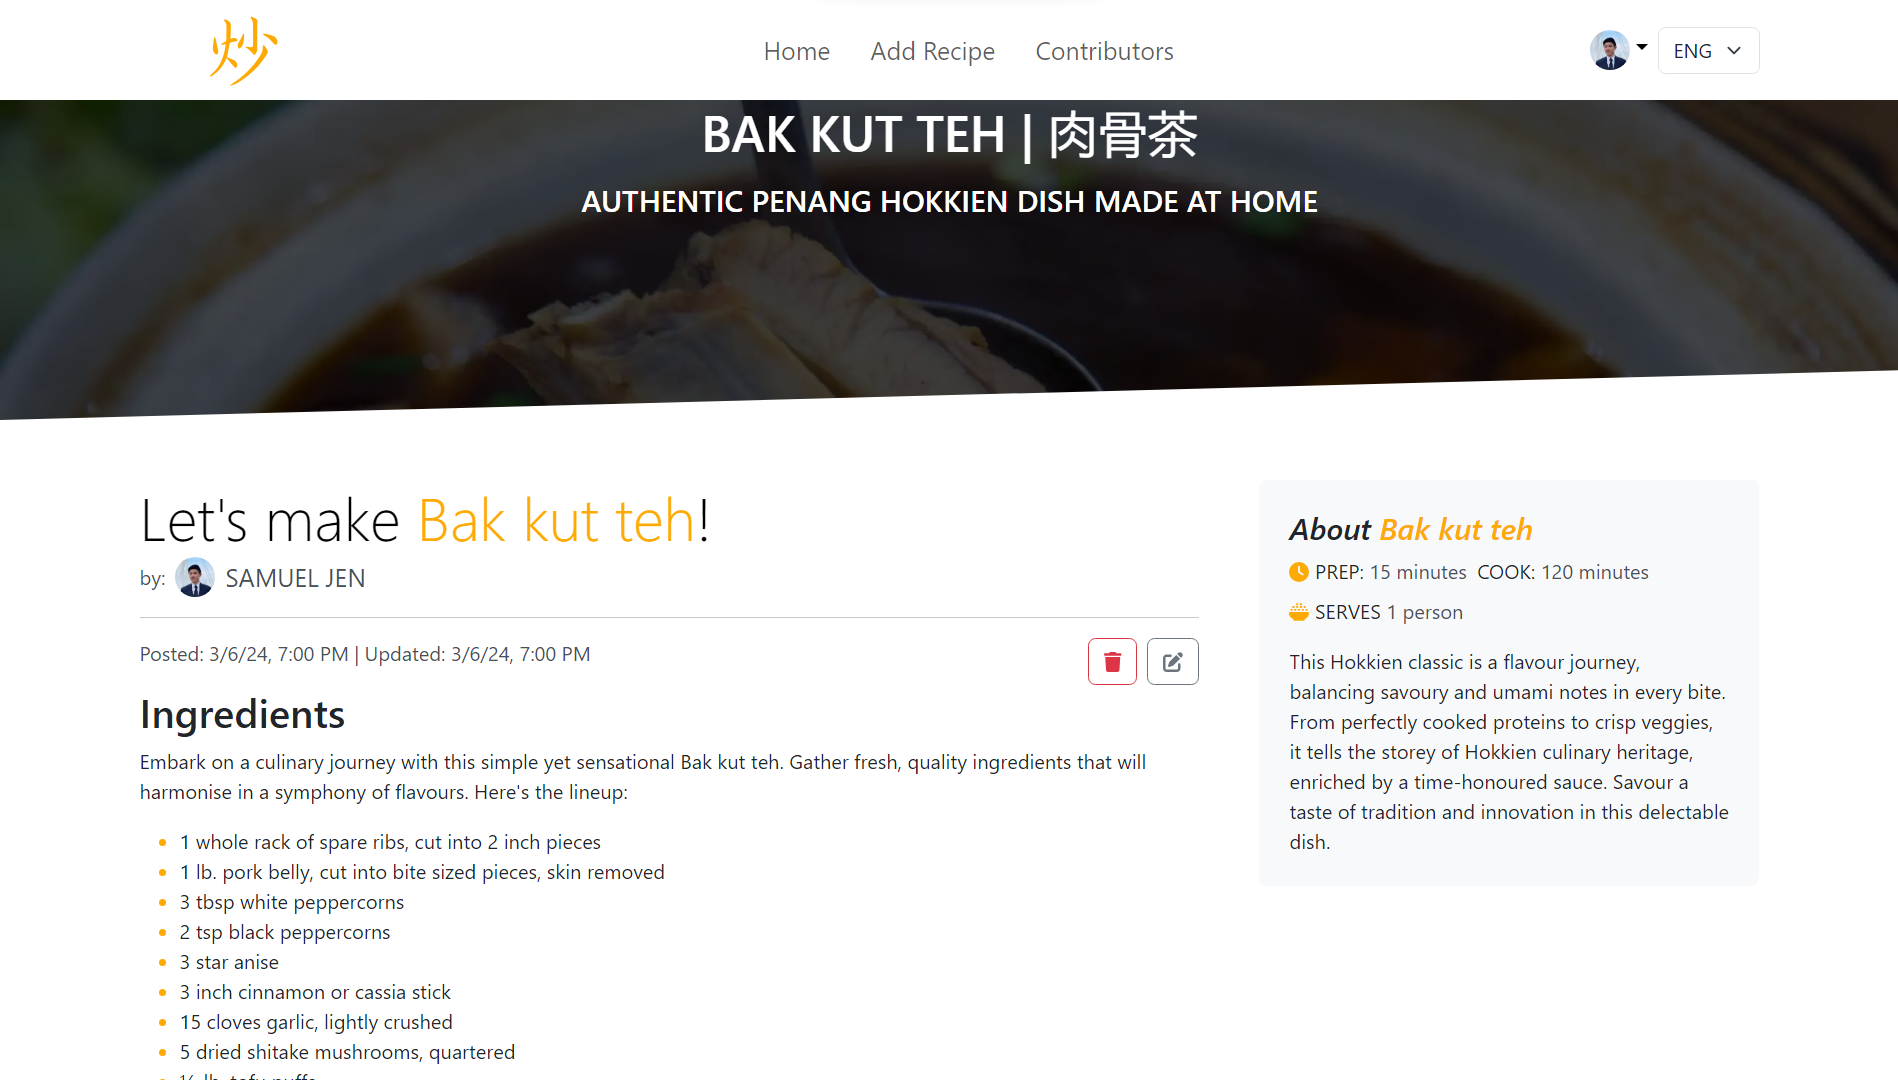 炒
Home
Add Recipe
Contributors
ENG
BAK KUT TEH | 肉骨茶
AUTHENTIC PENANG HOKKIEN DISH MADE AT HOME
Let's make Bak kut teh!
by: SAMUEL JEN
Posted: 3/6/24, 7:00 PM | Updated: 3/6/24, 7:00 PM
Ingredients
Embark on a culinary journey with this simple yet sensational Bak kut teh. Gather fresh, quality ingredients that will
harmonise in a symphony of flavours. Here's the lineup:
1 whole rack of spare ribs, cut into 2 inch pieces
1 lb. pork belly, cut into bite sized pieces, skin removed
3 tbsp white peppercorns
2 tsp black peppercorns
3 star anise
3 inch cinnamon or cassia stick
15 cloves garlic, lightly crushed
5 dried shitake mushrooms, quartered
About Bak kut teh
PREP: 15 minutes COOK: 120 minutes
SERVES 1 person
This Hokkien classic is a flavour journey,
balancing savoury and umami notes in every bite.
From perfectly cooked proteins to crisp veggies,
it tells the storey of Hokkien culinary heritage,
enriched by a time-honoured sauce. Savour a
taste of tradition and innovation in this delectable
dish.